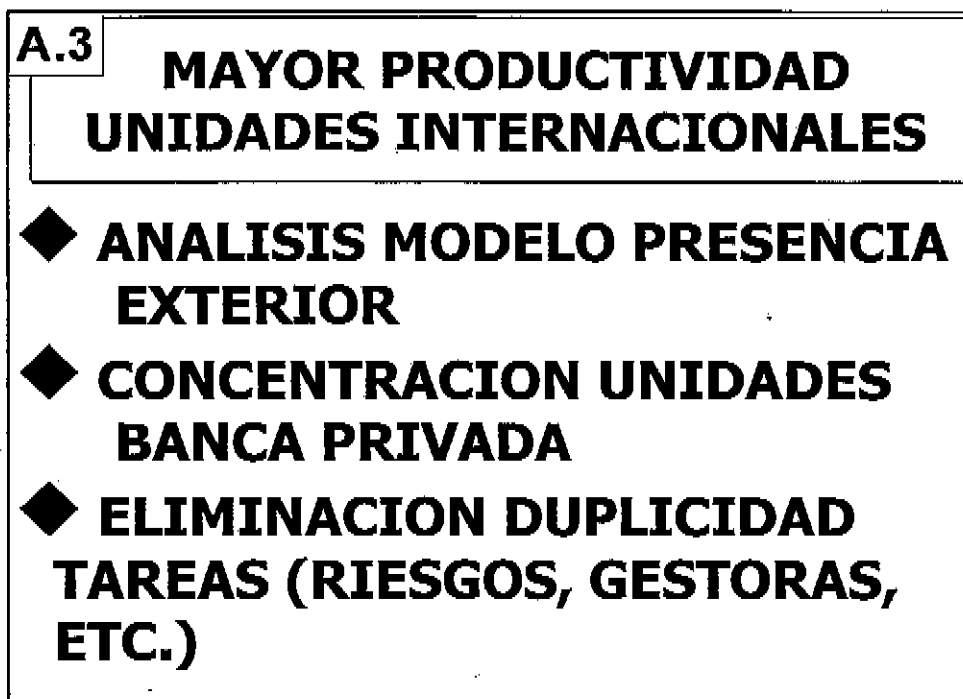 A.3
MAYOR PRODUCTIVIDAD
UNIDADES INTERNACIONALES
ANALISIS MODELO PRESENCIA
EXTERIOR
CONCENTRACION UNIDADES
BANCA PRIVADA
ELIMINACION DUPLICIDAD
TAREAS (RIESGOS, GESTORAS,
ETC.)